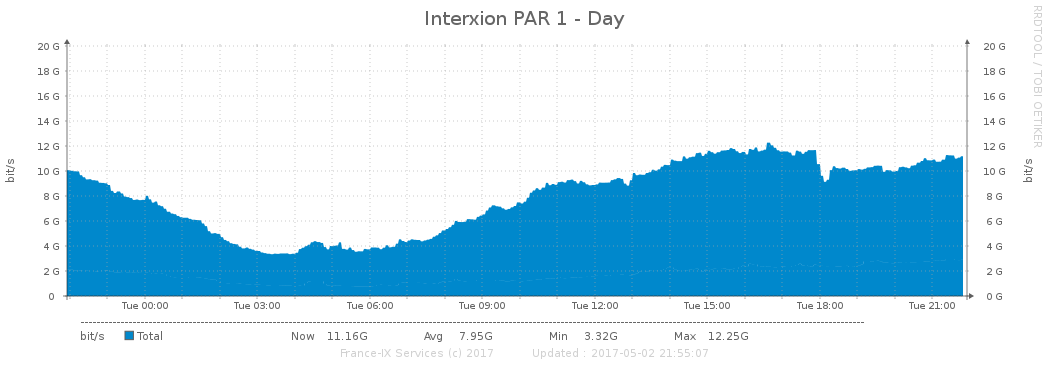 Interxion PAR 1 - Day
RRDTOOL / TOBI OETIKER
20 G 20 G
18 G 18 G
16 G 16 G
14 G 14 G
12 G 12 G
10 G 10 G
8 G 8 G
6 G 6 G
4 G 4 G
2 G 2 G
0 0 G
bit/s bit/s
Tue 00:00 Tue 03:00 Tue 06:00 Tue 09:00 Tue 12:00 Tue 15:00 Tue 18:00 Tue 21:00
bit/s Total Now 11.16G Avg 7.95G Min 3.32G Max 12.25G
France-IX Services (c) 2017 Updated : 2017-05-02 21:55:07